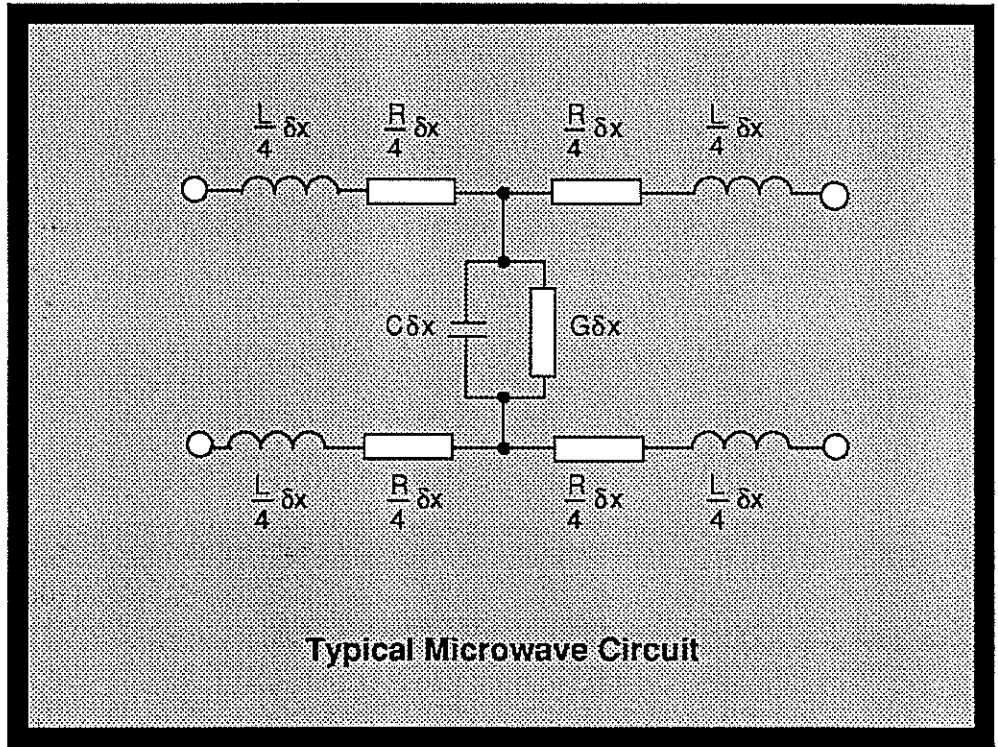 L/4 δx R/4 δx R/4 δx L/4 δx
Cδx Gδx
L/4 δx R/4 δx R/4 δx L/4 δx
Typical Microwave Circuit